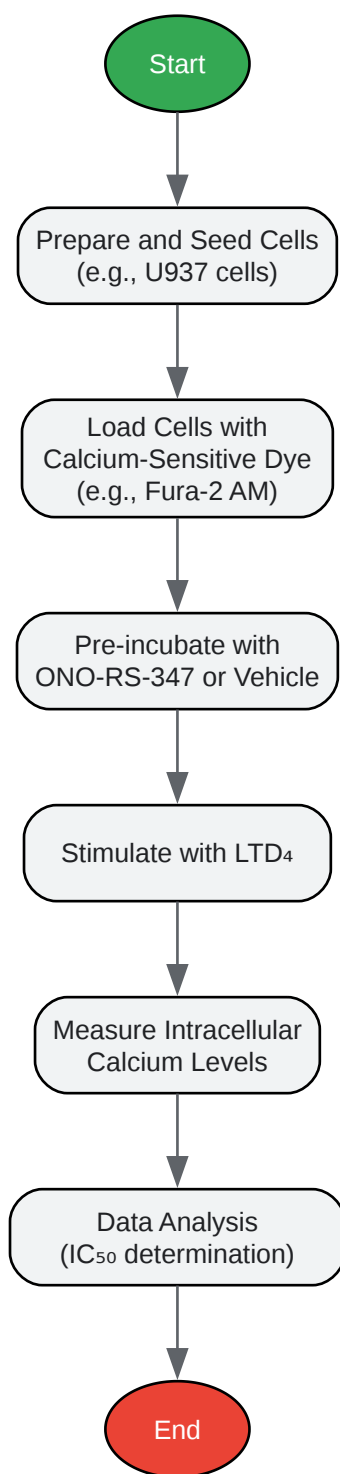 Start
Prepare and Seed Cells
(e.g., U937 cells)
Load Cells with
Calcium-Sensitive Dye
(e.g., Fura-2 AM)
Pre-incubate with
ONO-RS-347 or Vehicle
Stimulate with LTD₄
Measure Intracellular
Calcium Levels
Data Analysis
(IC₅₀ determination)
End